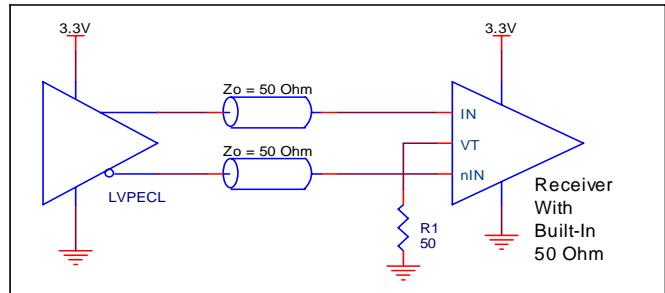 3.3V
3.3V
Zo = 50 Ohm
IN
VT
Zo = 50 Ohm
nIN
LVPECL
R1
50
Receiver
With
Built-In
50 Ohm